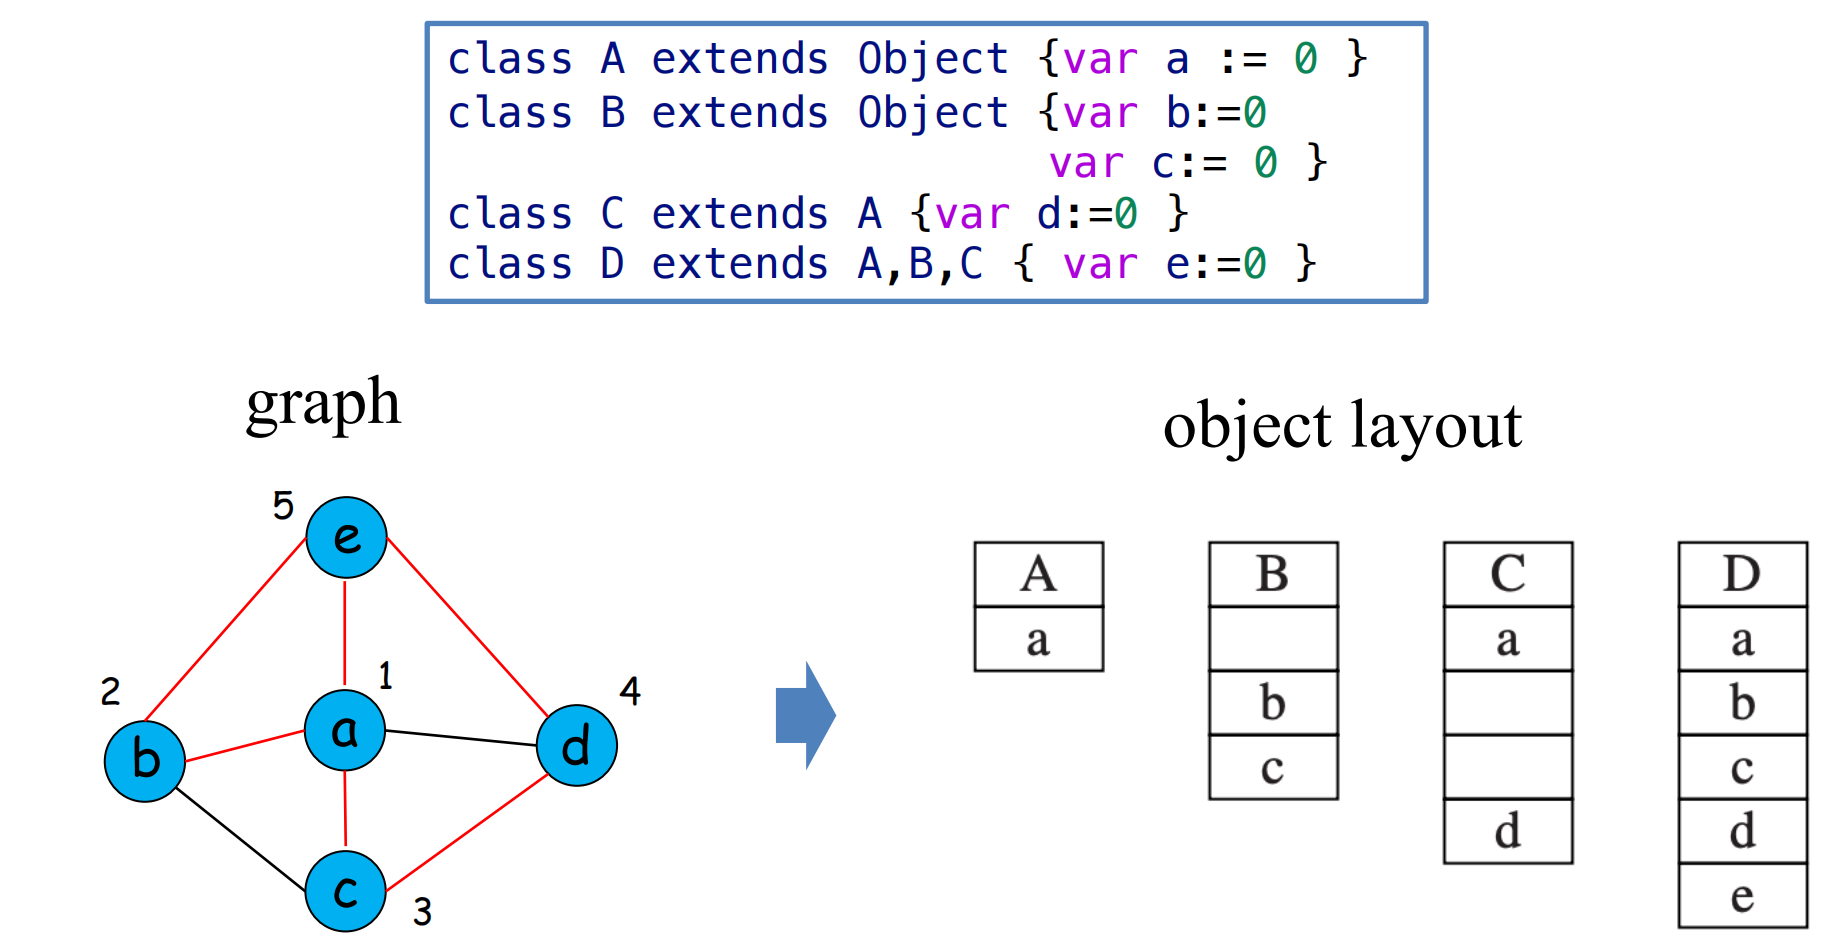 class A extends Object {var a := 0 }
class B extends Object {var b:=0
var c:= 0 }
class C extends A {var d:=0 }
class D extends A,B,C { var e:=0 }
graph
object layout
5
e
2
b
1
a
4
d
c
3
A
a
B
b
c
C
a
d
D
a
b
c
d
e